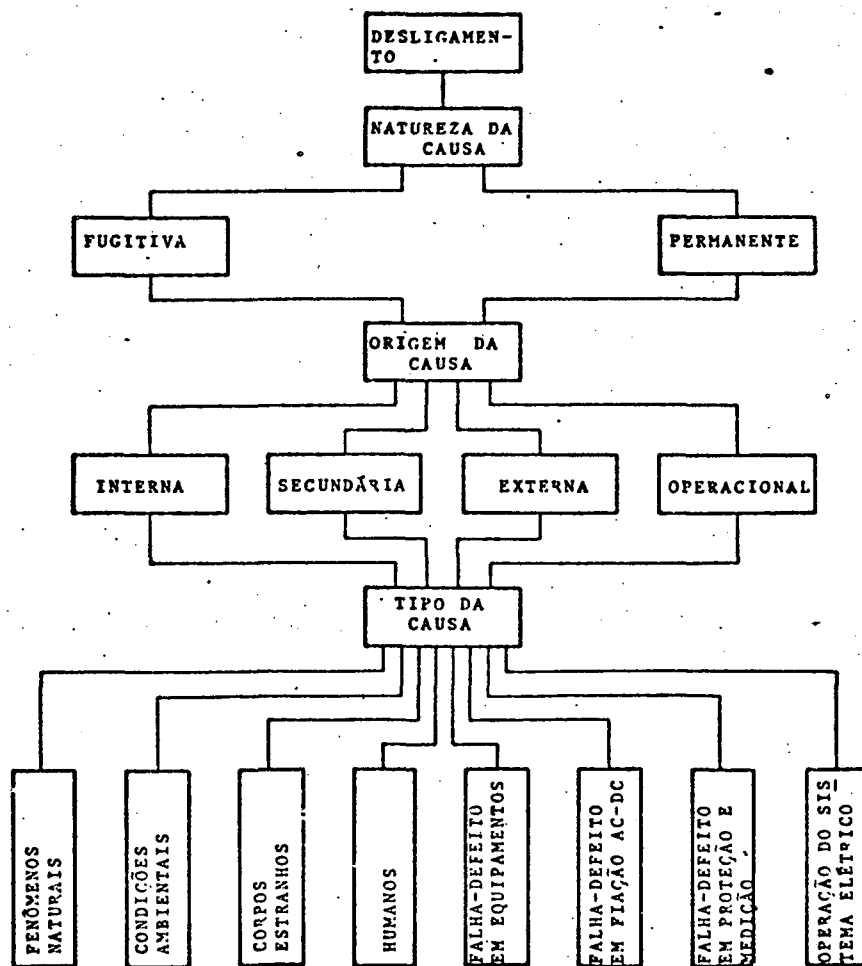 DESLIGAMEN-
TO
NATUREZA DA
CAUSA
FUGITIVA
PERMANENTE
ORIGEM DA
CAUSA
INTERNA
SECUNDÁRIA
EXTERNA
OPERACIONAL
TIPO DA
CAUSA
FENÔMENOS
NATURAIS
CONDIÇÕES
AMBIENTAIS
CORPOS
ESTRANHOS
HUMANOS
FALHA-DEFEITO
EM EQUIPAMENTOS
FALHA-DEFEITO
EM FIAÇÃO AC-DC
FALHA-DEFEITO
EM PROTEÇÃO E
MEDIÇÃO
OPERAÇÃO DO SIS
TEMA ELÉTRICO